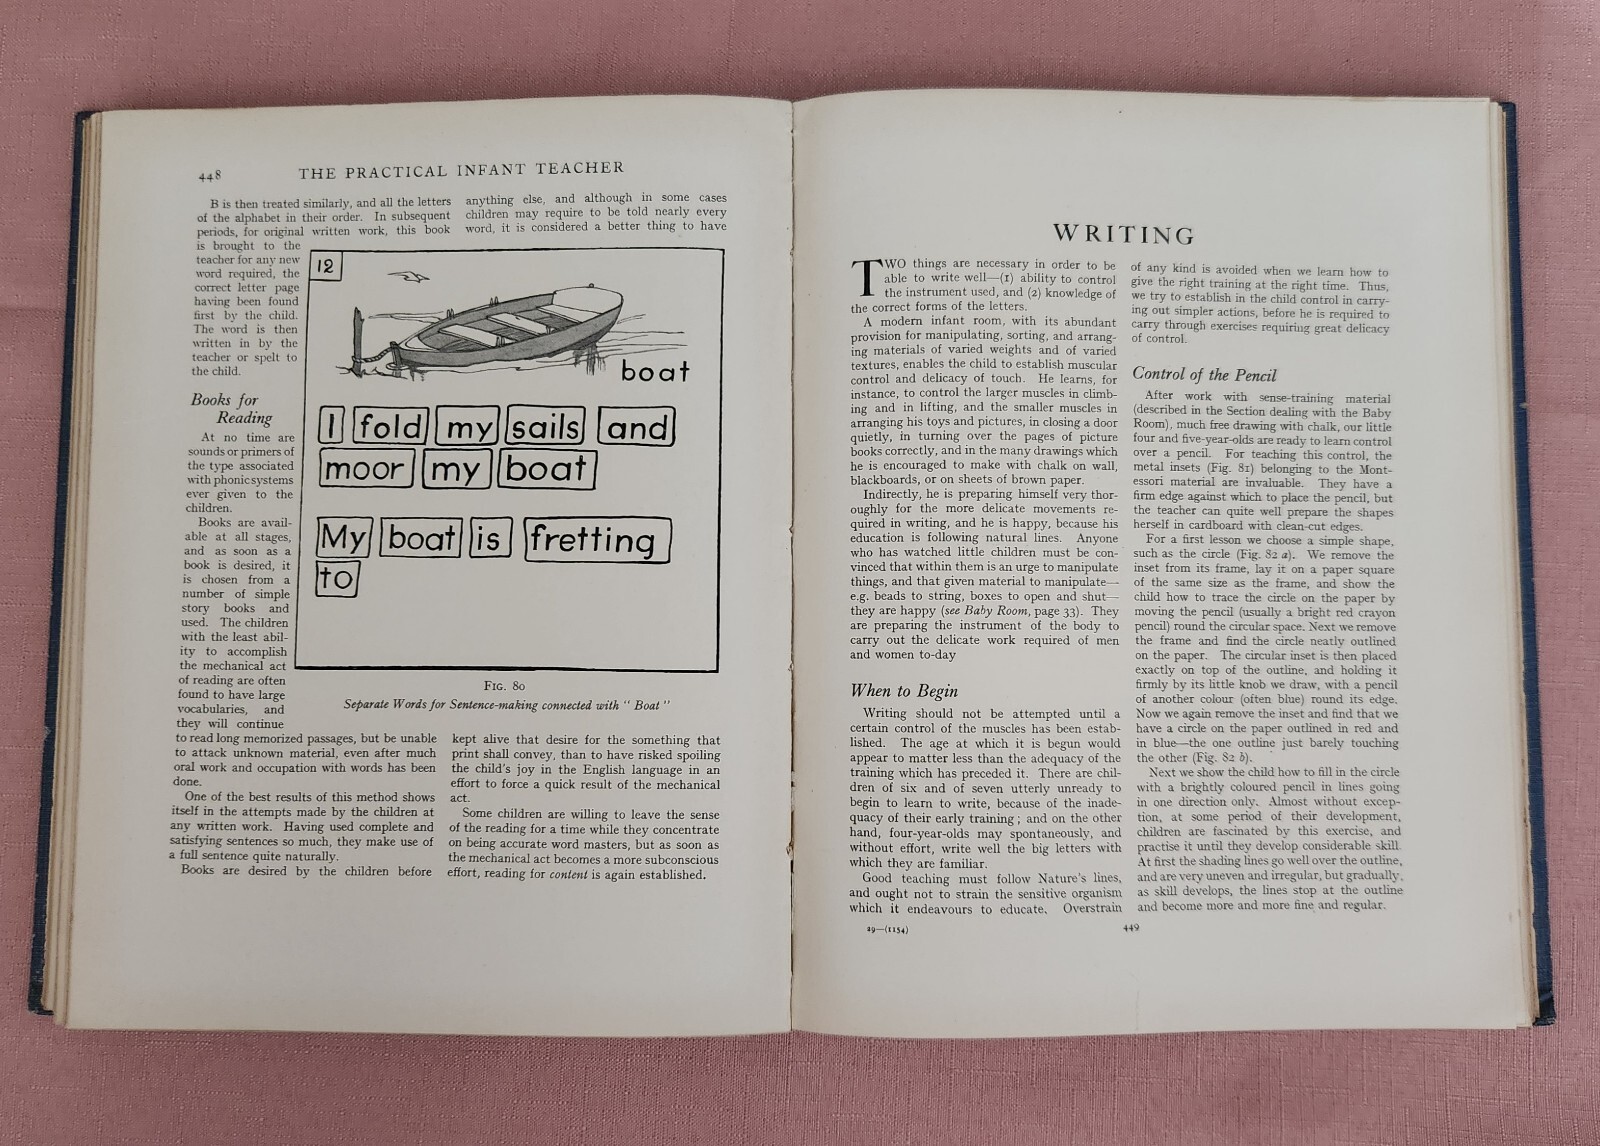 448
THE PRACTICAL INFANT TEACHER
B is then treated similarly, and all the letters
of the alphabet in their order. In subsequent
periods, for original written work, this book
is brought to the
teacher for any new
word required, the
correct letter page
having been found
first by the child.
The word is then
written in by the
teacher or spelt to
the child.
Books for
Reading
At no time are
sounds or primers of
the type associated
with phonic systems
ever given to the
children.
Books are avail-
able at all stages,
and as soon as a
book is desired, it
is chosen from a
number of simple
story books and
used. The children
with the least abil-
ity to accomplish
the mechanical act
of reading are often
found to have large
vocabularies, and
they will continue
to read long memorized passages, but be unable
to attack unknown material, even after much
oral work and occupation with words has been
done.
One of the best results of this method shows
itself in the attempts made by the children at
any written work. Having used complete and
satisfying sentences so much, they make use of
a full sentence quite naturally.
Books are desired by the children before
anything else, and although in some cases
children may require to be told nearly every
word, it is considered a better thing to have
12
boat
I fold my sails and
moor my boat
My boat is fretting
to
FIG. 80
Separate Words for Sentence-making connected with "Boat"
kept alive that desire for the something that
print shall convey, than to have risked spoiling
the child's joy in the English language in an
effort to force a quick result of the mechanical
act.
Some children are willing to leave the sense
of the reading for a time while they concentrate
on being accurate word masters, but as soon as
the mechanical act becomes a more subconscious
effort, reading for content is again established.
WRITING
TWO things are necessary in order to be
able to write well—(1) ability to control
the instrument used, and (2) knowledge of
the correct forms of the letters.
A modern infant room, with its abundant
provision for manipulating, sorting, and arrang-
ing materials of varied weights and of varied
textures, enables the child to establish muscular
control and delicacy of touch. He learns, for
instance, to control the larger muscles in climb-
ing and in lifting, and the smaller muscles in
arranging his toys and pictures, in closing a door
quietly, in turning over the pages of picture
books correctly, and in the many drawings which
he is encouraged to make with chalk on wall,
blackboards, or on sheets of brown paper.
Indirectly, he is preparing himself very thor-
oughly for the more delicate movements re-
quired in writing, and he is happy, because his
education is following natural lines. Anyone
who has watched little children must be con-
vinced that within them is an urge to manipulate
things, and that given material to manipulate—
e.g. beads to string, boxes to open and shut—
they are happy (see Baby Room, page 33). They
are preparing the instrument of the body to
carry out the delicate work required of men
and women to-day
When to Begin
Writing should not be attempted until a
certain control of the muscles has been estab-
lished. The age at which it is begun would
appear to matter less than the adequacy of the
training which has preceded it. There are chil-
dren of six and of seven utterly unready to
begin to learn to write, because of the inade-
quacy of their early training; and on the other
hand, four-year-olds may spontaneously, and
without effort, write well the big letters with
which they are familiar.
Good teaching must follow Nature's lines,
and ought not to strain the sensitive organism
which it endeavours to educate. Overstrain
of any kind is avoided when we learn how to
give the right training at the right time. Thus,
we try to establish in the child control in carry-
ing out simpler actions, before he is required to
carry through exercises requiring great delicacy
of control.
Control of the Pencil
After work with sense-training material
(described in the Section dealing with the Baby
Room), much free drawing with chalk, our little
four and five-year-olds are ready to learn control
over a pencil. For teaching this control, the
metal insets (Fig. 81) belonging to the Mont-
essori material are invaluable. They have a
firm edge against which to place the pencil, but
the teacher can quite well prepare the shapes
herself in cardboard with clean-cut edges.
For a first lesson we choose a simple shape,
such as the circle (Fig. 82 a). We remove the
inset from its frame, lay it on a paper square
of the same size as the frame, and show the
child how to trace the circle on the paper by
moving the pencil (usually a bright red crayon
pencil) round the circular space. Next we remove
the frame and find the circle neatly outlined
on the paper. The circular inset is then placed
exactly on top of the outline, and holding it
firmly by its little knob we draw, with a pencil
of another colour (often blue) round its edge.
Now we again remove the inset and find that we
have a circle on the paper outlined in red and
in blue—the one outline just barely touching
the other (Fig. 82 b).
Next we show the child how to fill in the circle
with a brightly coloured pencil in lines going
in one direction only. Almost without excep-
tion, at some period of their development,
children are fascinated by this exercise, and
practise it until they develop considerable skill.
At first the shading lines go well over the outline,
and are very uneven and irregular, but gradually,
as skill develops, the lines stop at the outline
and become more and more fine and regular.
29—(1154)
449